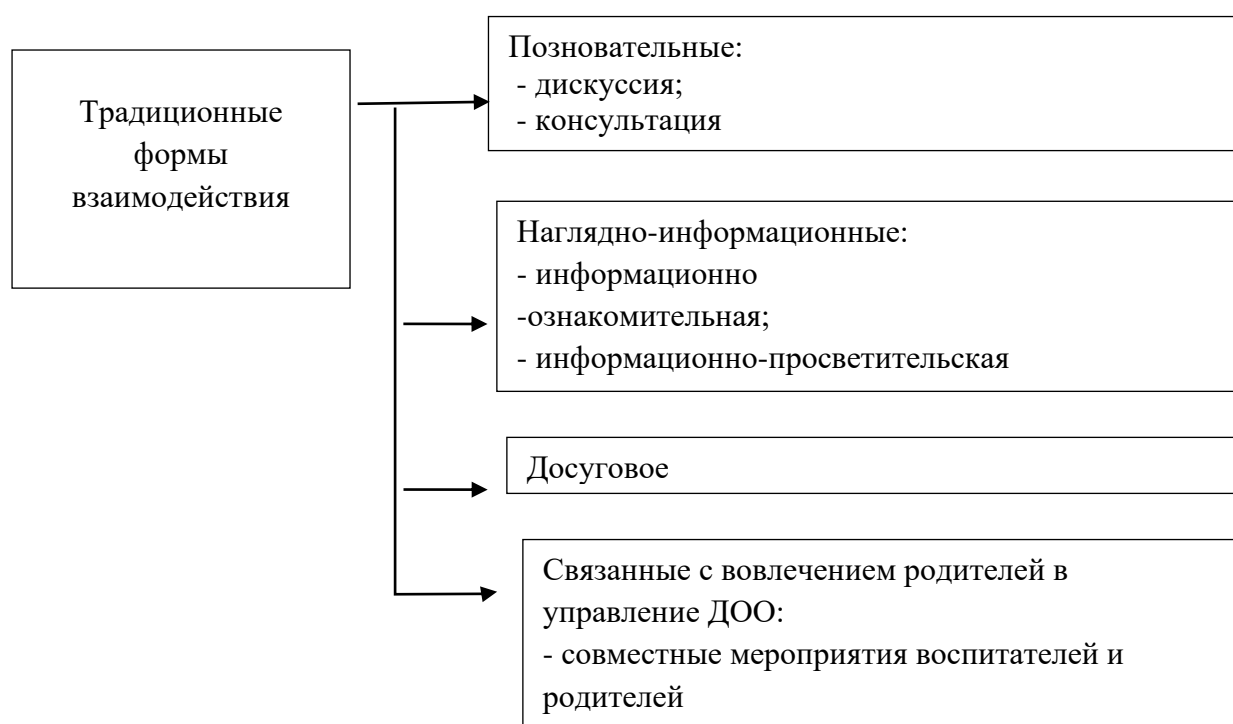 Традиционные
формы
взаимодействия
Позновательные:
- дискуссия;
- консультация
Наглядно-информационные:
- информационно
-ознакомительная;
- информационно-просветительская
Досуговое
Связанные с вовлечением родителей в
управление ДОО:
- совместные мероприятия воспитателей и
родителей